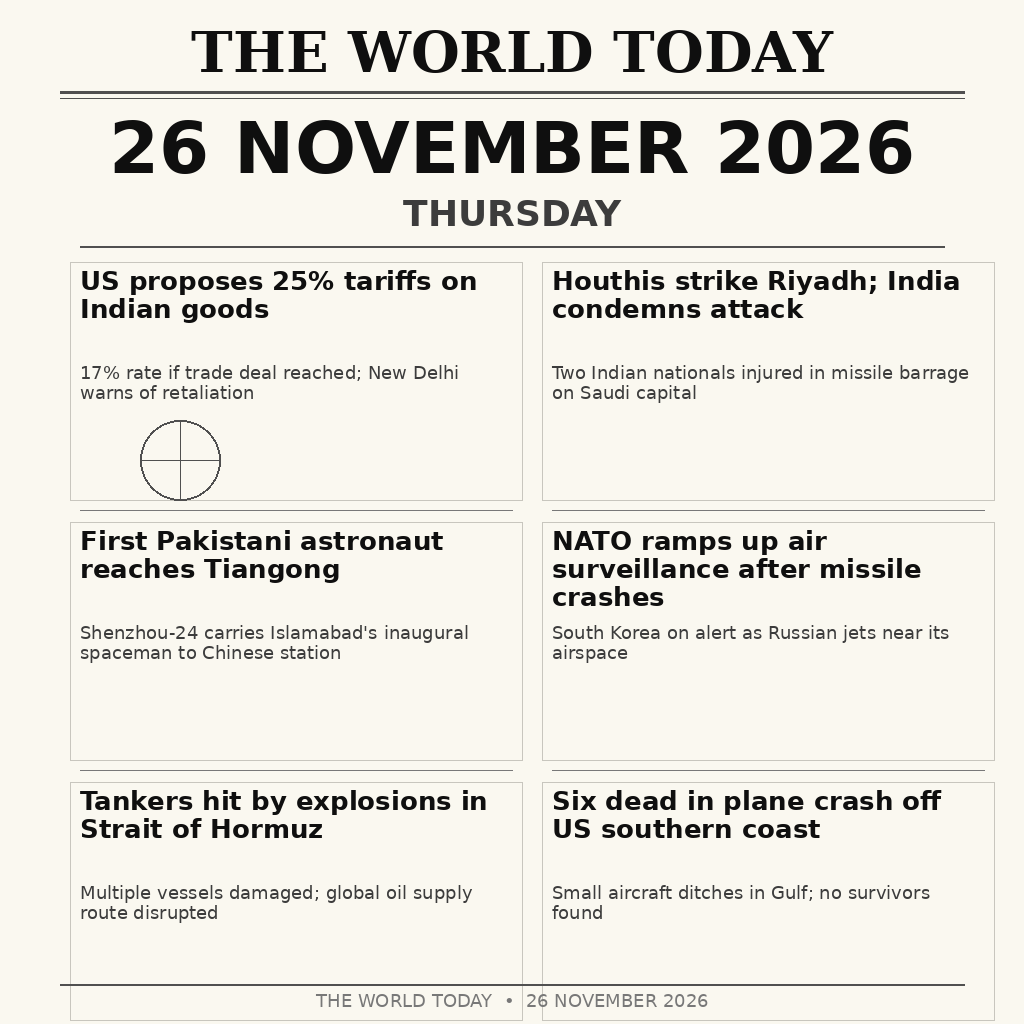 THE WORLD TODAY
26 NOVEMBER 2026
THURSDAY
US proposes 25% tariffs on
Indian goods
17% rate if trade deal reached; New Delhi
warns of retaliation
Houthis strike Riyadh; India
condemns attack
Two Indian nationals injured in missile barrage
on Saudi capital
First Pakistani astronaut
reaches Tiangong
Shenzhou-24 carries Islamabad's inaugural
spaceman to Chinese station
NATO ramps up air
surveillance after missile
crashes
South Korea on alert as Russian jets near its
airspace
Tankers hit by explosions in
Strait of Hormuz
Multiple vessels damaged; global oil supply
route disrupted
Six dead in plane crash off
US southern coast
Small aircraft ditches in Gulf; no survivors
found
THE WORLD TODAY • 26 NOVEMBER 2026